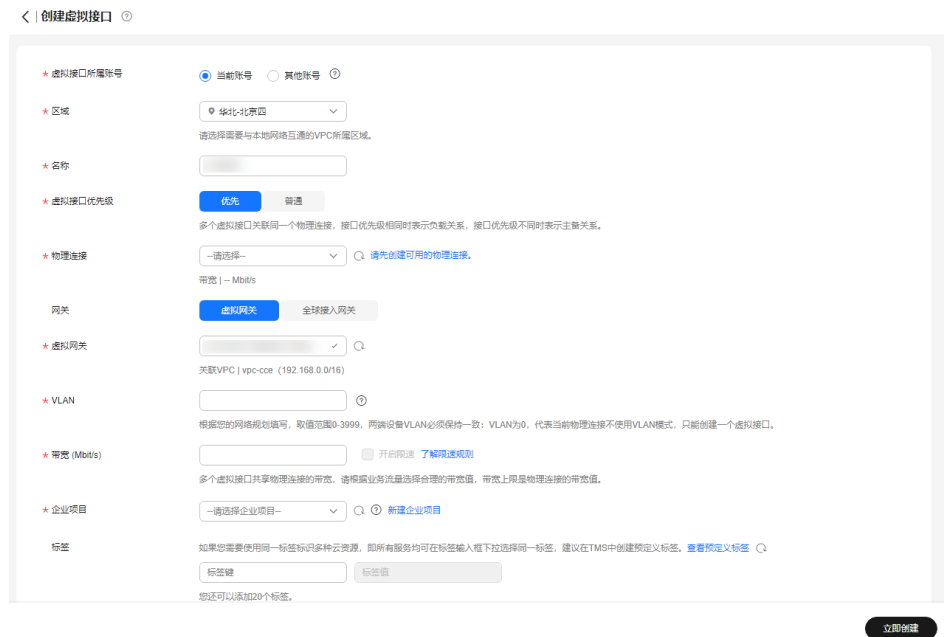 创建虚拟接口
虚拟接口所属账号 当前账号 其他账号
区域 华北-北京四
请选择需要与本地网络互通的VPC所属区域。
名称
虚拟接口优先级 优先 普通
多个虚拟接口关联同一个物理连接，接口优先级相同时表示负载关系，接口优先级不同时表示主备关系。
物理连接 --请选择-- 请先创建可用的物理连接。
带宽 | -- Mbit/s
网关 虚拟网关 全球接入网关
虚拟网关
关联VPC | vpc-cce（192.168.0.0/16）
VLAN
根据您的网络规划填写，取值范围0-3999，两端设备VLAN必须保持一致：VLAN为0，代表当前物理连接不使用VLAN模式，只能创建一个虚拟接口。
带宽 (Mbit/s) 开启限速 了解限速规则
多个虚拟接口共享物理连接的带宽，请根据业务流量选择合理的带宽值，带宽上限是物理连接的带宽值。
企业项目 --请选择企业项目-- 新建企业项目
标签 如果您需要使用同一标签标识多种云资源，即所有服务均可在标签输入框下拉选择同一标签，建议在TMS中创建预定义标签。查看预定义标签
标签键 标签值
您还可以添加20个标签。
立即创建